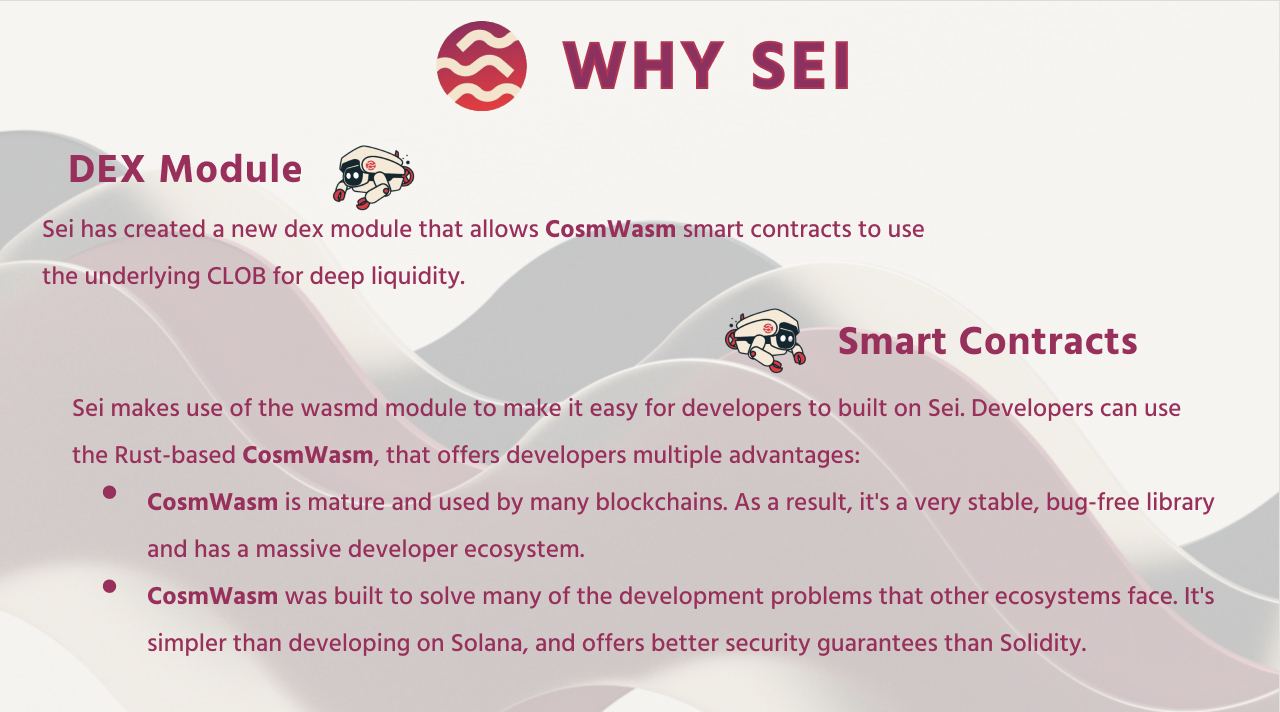 WHY SEI
DEX Module
Sei has created a new dex module that allows CosmWasm smart contracts to use
the underlying CLOB for deep liquidity.
Smart Contracts
Sei makes use of the wasmd module to make it easy for developers to built on Sei. Developers can use
the Rust-based CosmWasm, that offers developers multiple advantages:
• CosmWasm is mature and used by many blockchains. As a result, it's a very stable, bug-free library
and has a massive developer ecosystem.
• CosmWasm was built to solve many of the development problems that other ecosystems face. It's
simpler than developing on Solana, and offers better security guarantees than Solidity.